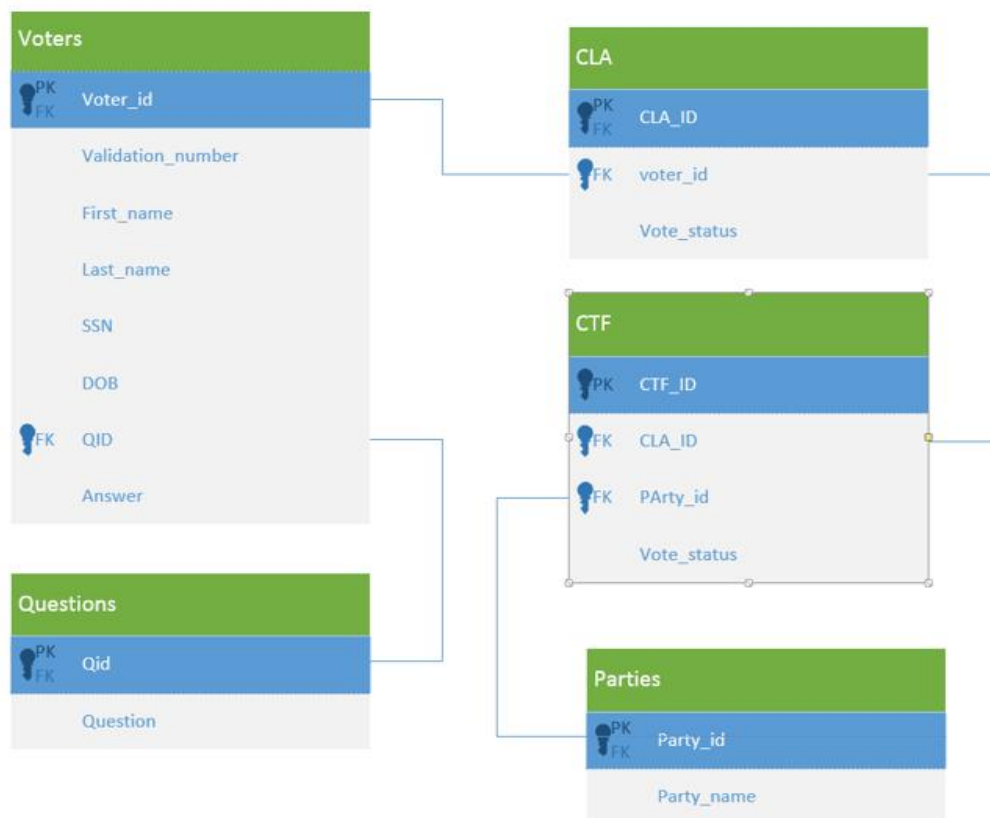 Voters
PK
FK
Voter_id
Validation_number
First_name
Last_name
SSN
DOB
FK QID
Answer
Questions
PK
FK
Qid
Question
CLA
PK
FK
CLA_ID
FK voter_id
Vote_status
CTF
PK CTF_ID
FK CLA_ID
FK PArty_id
Vote_status
Parties
PK
FK
Party_id
Party_name